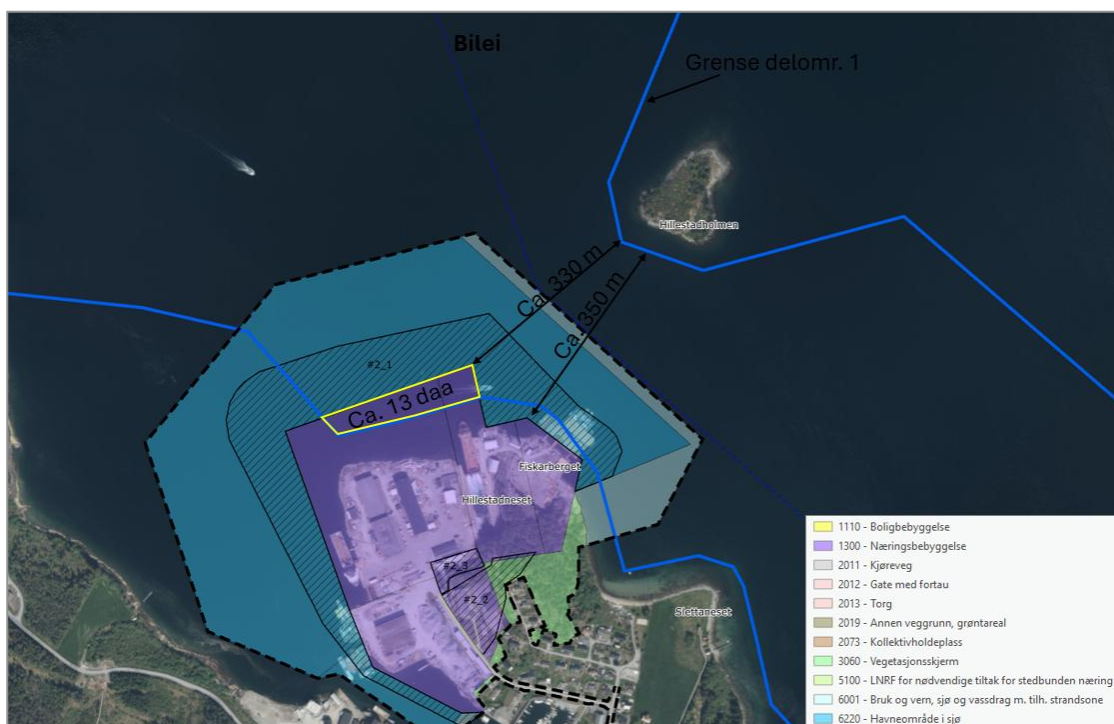 Bilei
Grense delomr. 1
Hillestadholmen
Ca. 330 m
Ca. 350 m
#2_1
Ca. 13 daa
Fiskarberget
Hillestadneset
#2_3
#2_2
Slettaneset
1110 - Boligbebyggelse
1300 - Næringsbebyggelse
2011 - Kjøreveg
2012 - Gate med fortau
2013 - Torg
2019 - Annen veggrunn, grøntareal
2073 - Kollektivholdeplass
3060 - Vegetasjonsskjerm
5100 - LNRF for nødvendige tiltak for stedbunden næring
6001 - Bruk og vern, sjø og vassdrag m. tilh. strandsone
6220 - Havneområde i sjø